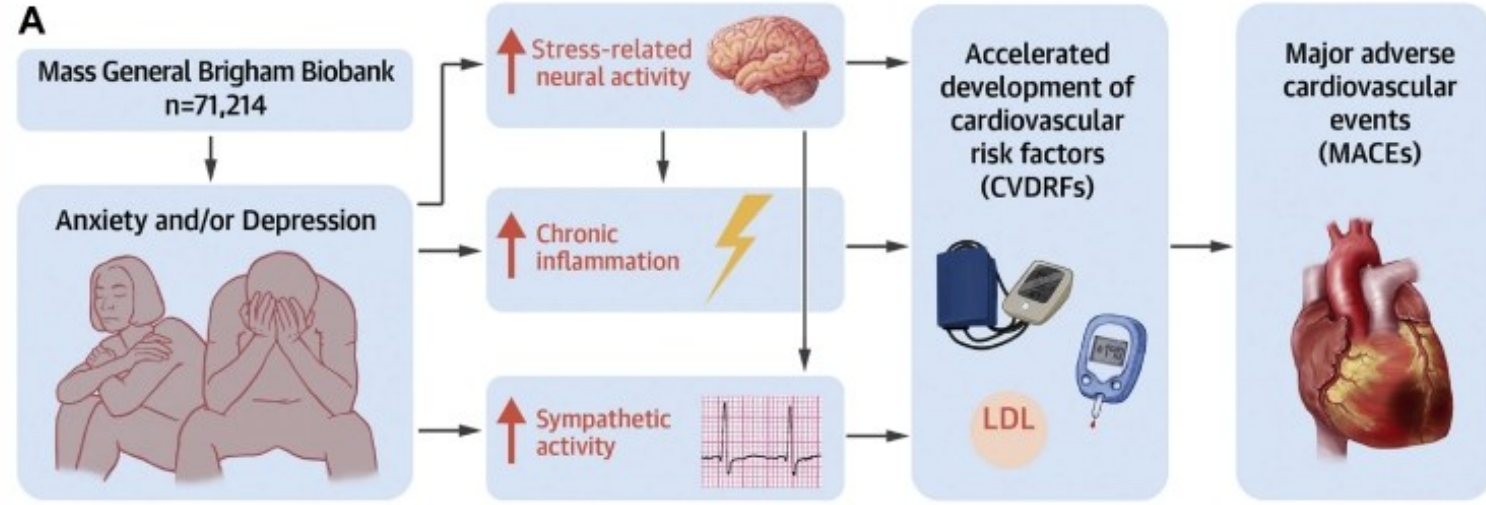 A
Mass General Brigham Biobank
n=71,214
Anxiety and/or Depression
Stress-related
neural activity
Chronic
inflammation
Sympathetic
activity
Accelerated
development of
cardiovascular
risk factors
(CVDRFs)
LDL
Major adverse
cardiovascular
events
(MACEs)